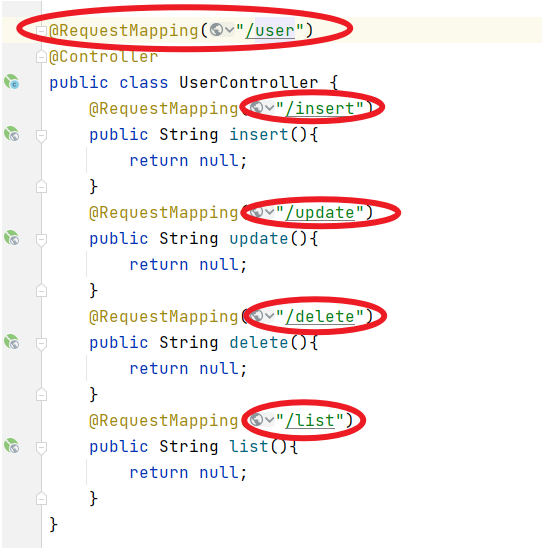 @RequestMapping("/user")
@Controller
public class UserController {
    @RequestMapping("/insert")
    public String insert(){
        return null;
    }
    @RequestMapping("/update")
    public String update(){
        return null;
    }
    @RequestMapping("/delete")
    public String delete(){
        return null;
    }
    @RequestMapping("/list")
    public String list(){
        return null;
    }
}